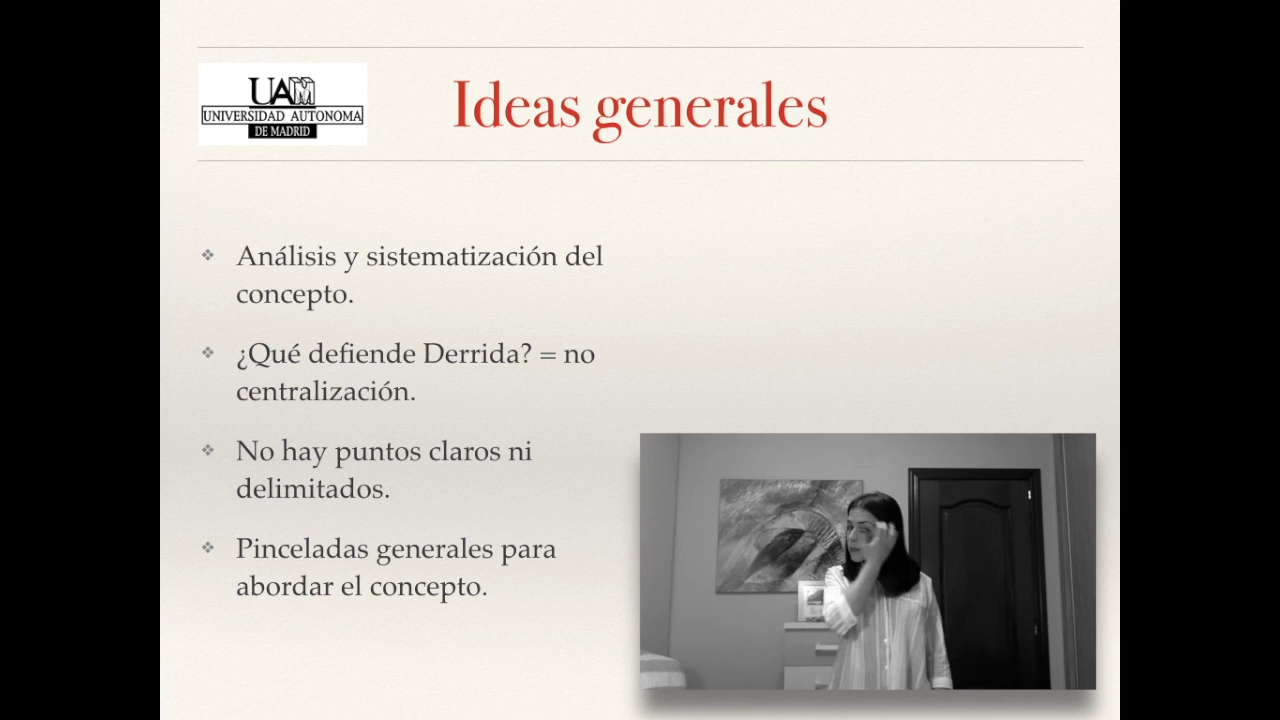 UAM
UNIVERSIDAD AUTONOMA
DE MADRID
Ideas generales
Análisis y sistematización del
concepto.
¿Qué defiende Derrida? = no
centralización.
No hay puntos claros ni
delimitados.
Pinceladas generales para
abordar el concepto.